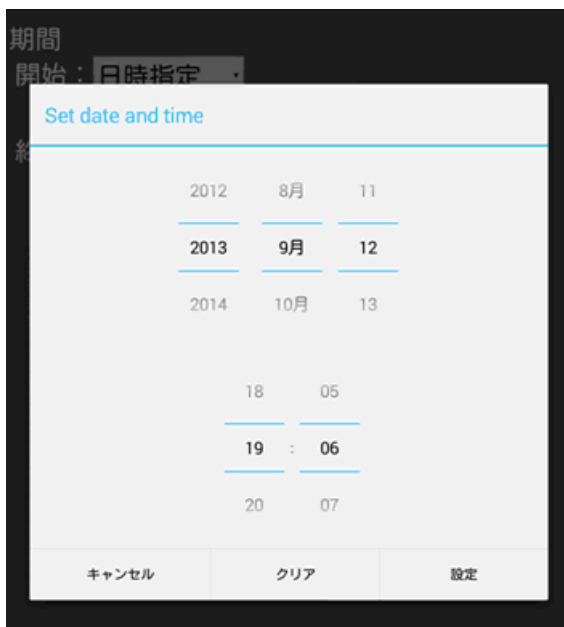 期間
開始：日時指定
Set date and time
終
2012 8月 11
2013 9月 12
2014 10月 13
18 05
19 : 06
20 07
キャンセル クリア 設定